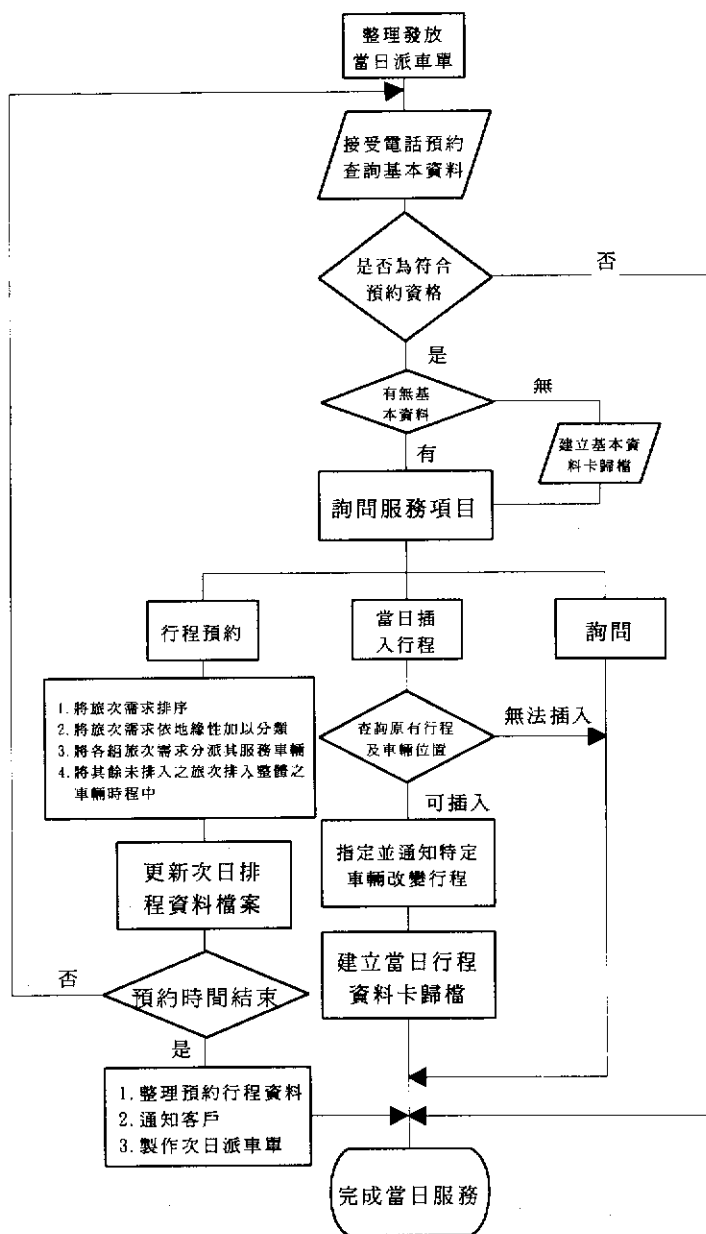 整理發放
當日派車單
接受電話預約
查詢基本資料
是否為符合
預約資格
否
是
有無基
本資料
無
建立基本資
料卡歸檔
有
詢問服務項目
行程預約
當日插
入行程
詢問
1.將旅次需求排序
2.將旅次需求依地緣性加以分類
3.將各組旅次需求分派其服務車輛
4.將其餘未排入之旅次排入整體之
車輛時程中
查詢原有行程
及車輛位置
無法插入
可插入
更新次日排
程資料檔案
指定並通知特定
車輛改變行程
建立當日行程
資料卡歸檔
預約時間結束
否
是
1.整理預約行程資料
2.通知客戶
3.製作次日派車單
完成當日服務